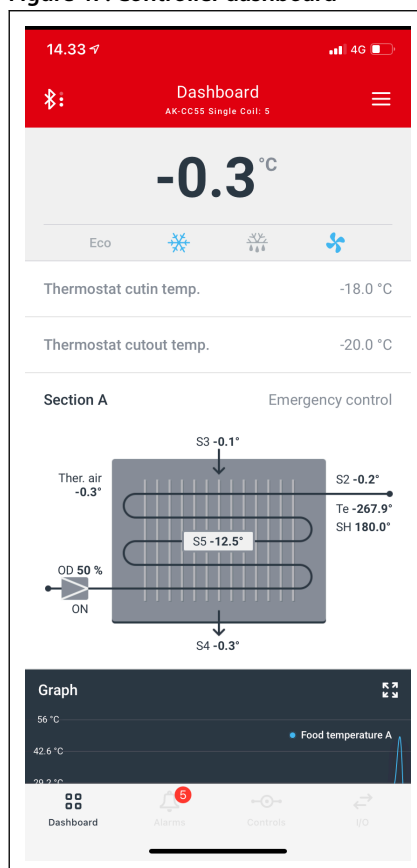 14.33
4G
Dashboard
AK-CC55 Single Coil: 5
-0.3 °C
Eco
Thermostat cutin temp. -18.0 °C
Thermostat cutout temp. -20.0 °C
Section A Emergency control
S3 -0.1°
Ther. air
-0.3°
S2 -0.2°
Te -267.9°
SH 180.0°
S5 -12.5°
OD 50 %
ON
S4 -0.3°
Graph
56 °C
Food temperature A
42.6 °C
29.2 °C
5
Dashboard Alarms Controls I/O